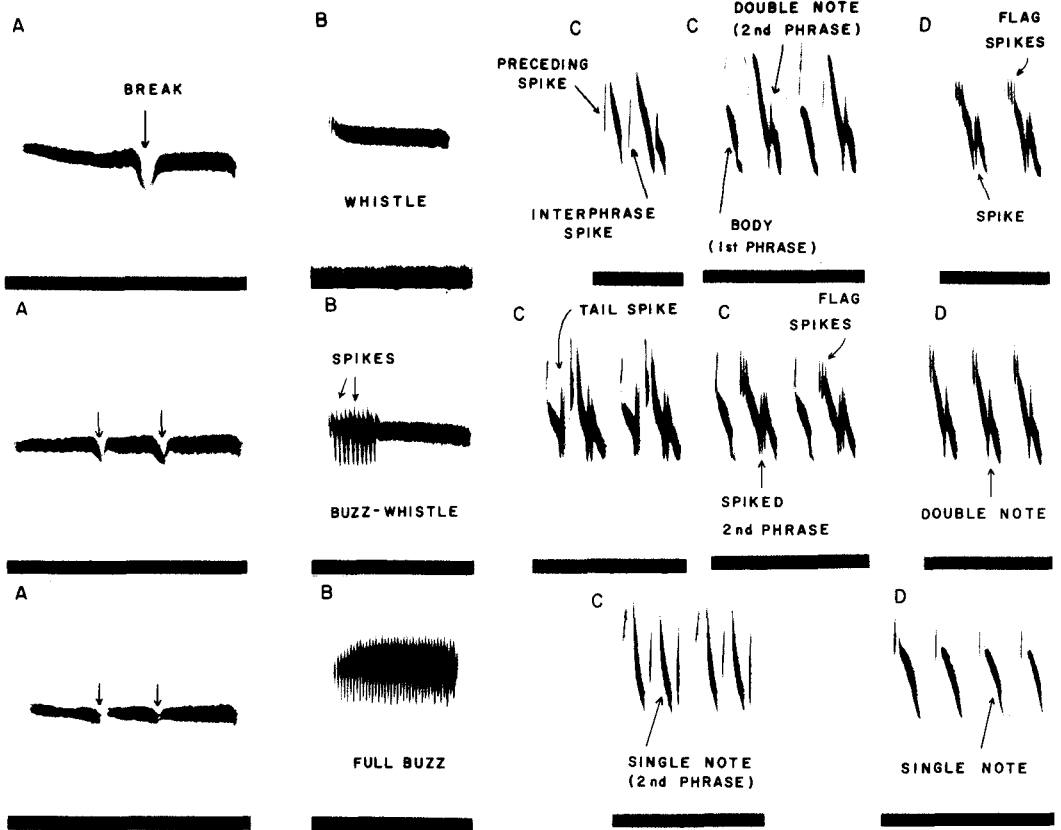 A
BREAK
B
WHISTLE
C
PRECEDING
SPIKE
INTERPHRASE
SPIKE
C
DOUBLE NOTE
(2nd PHRASE)
BODY
(1st PHRASE)
D
FLAG
SPIKES
SPIKE
A
B
SPIKES
BUZZ-WHISTLE
C
TAIL SPIKE
C
FLAG
SPIKES
SPIKED
2nd PHRASE
D
DOUBLE NOTE
A
B
FULL BUZZ
C
SINGLE NOTE
(2nd PHRASE)
D
SINGLE NOTE